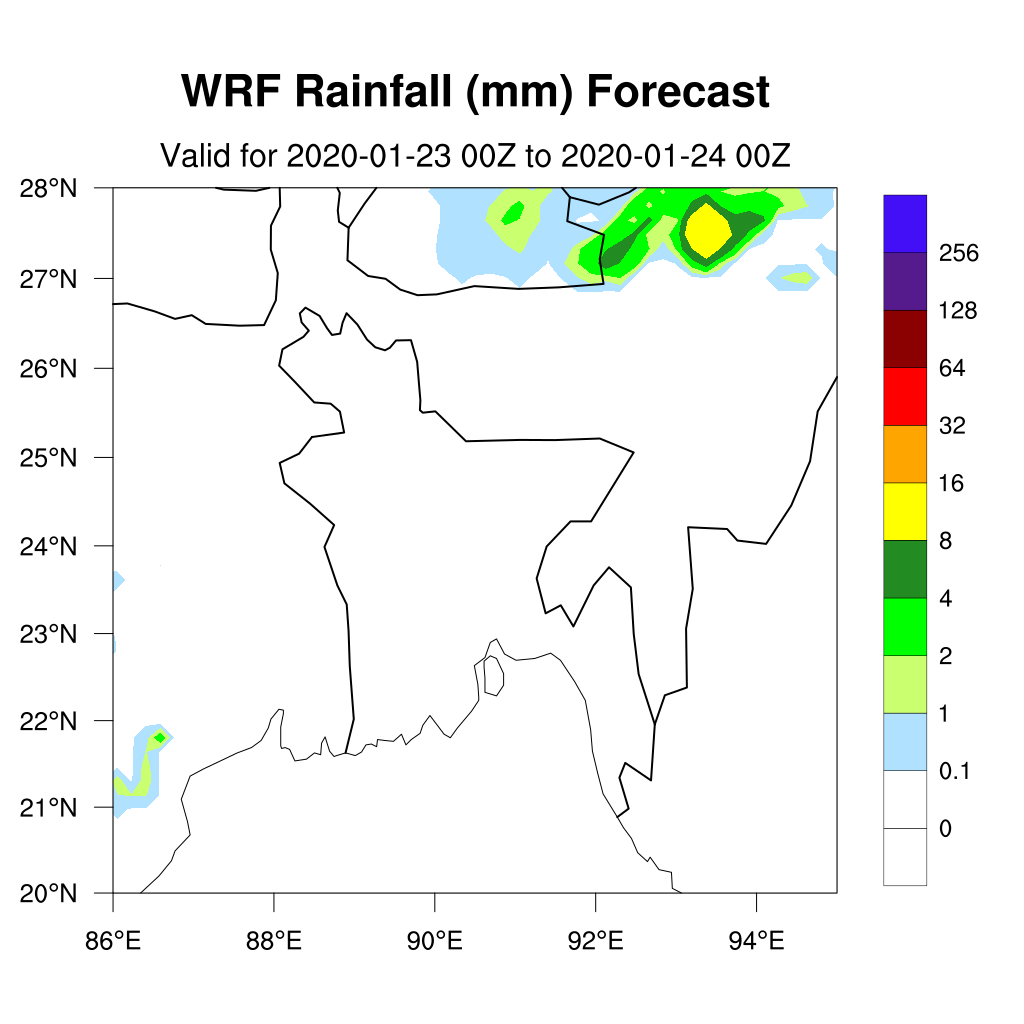 WRF Rainfall (mm) Forecast
Valid for 2020-01-23 00Z to 2020-01-24 00Z
28°N
27°N
26°N
25°N
24°N
23°N
22°N
21°N
20°N
86°E 88°E 90°E 92°E 94°E
256
128
64
32
16
8
4
2
1
0.1
0